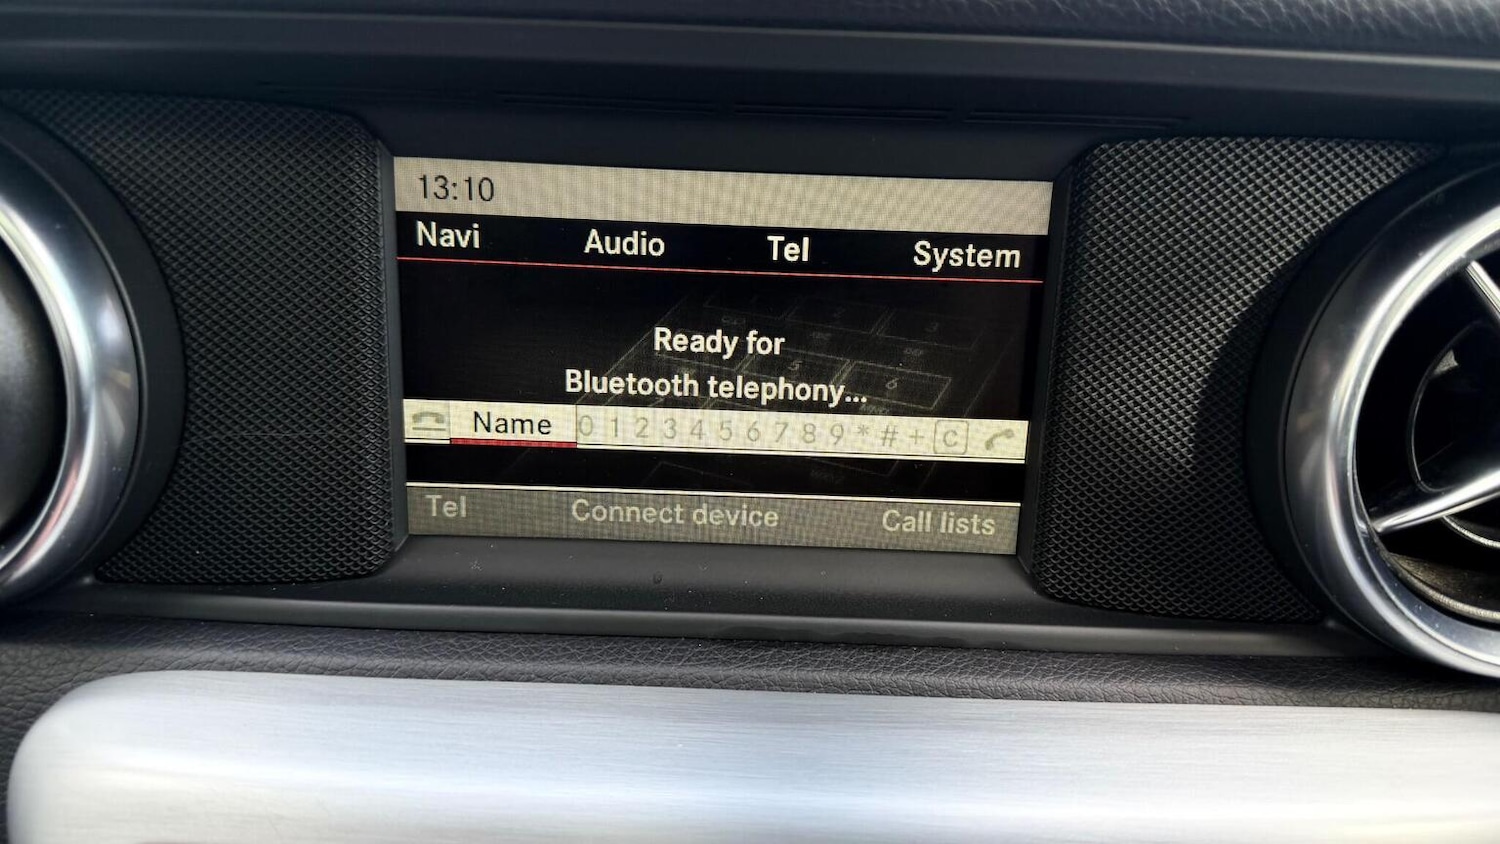 13:10
Navi Audio Tel System
Ready for
Bluetooth telephony...
Name 0 1 2 3 4 5 6 7 8 9 * # + C
Tel Connect device Call lists